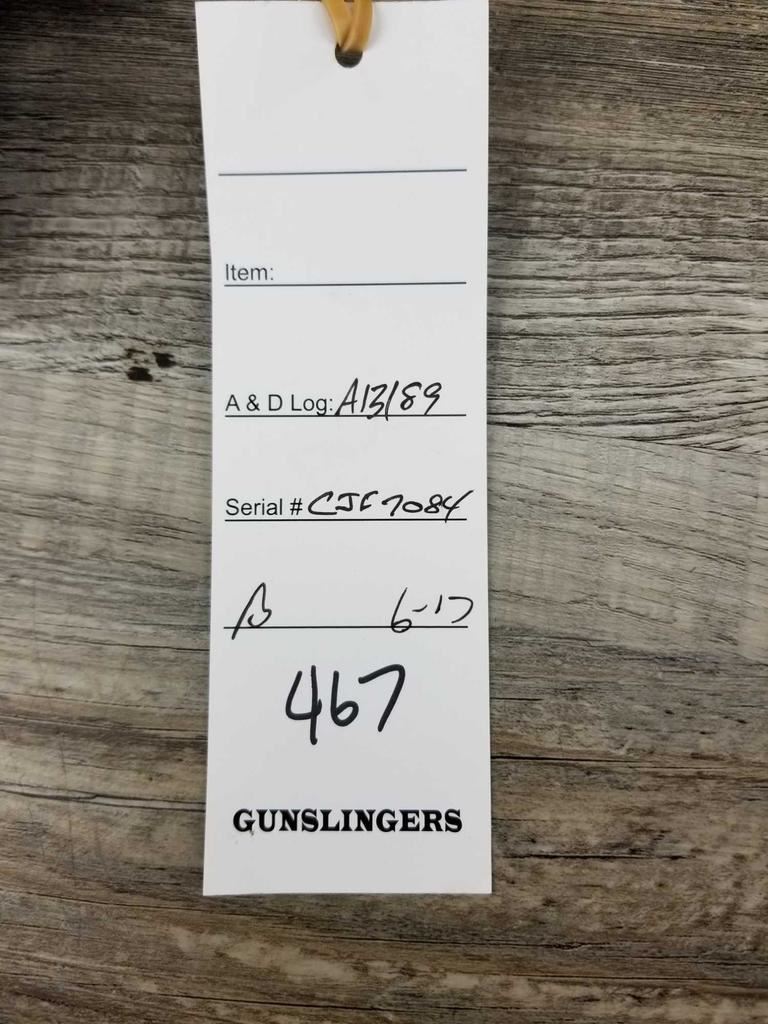 Item:
A & D Log: A13189
Serial # CJF7084
B 6-17
467
GUNSLINGERS